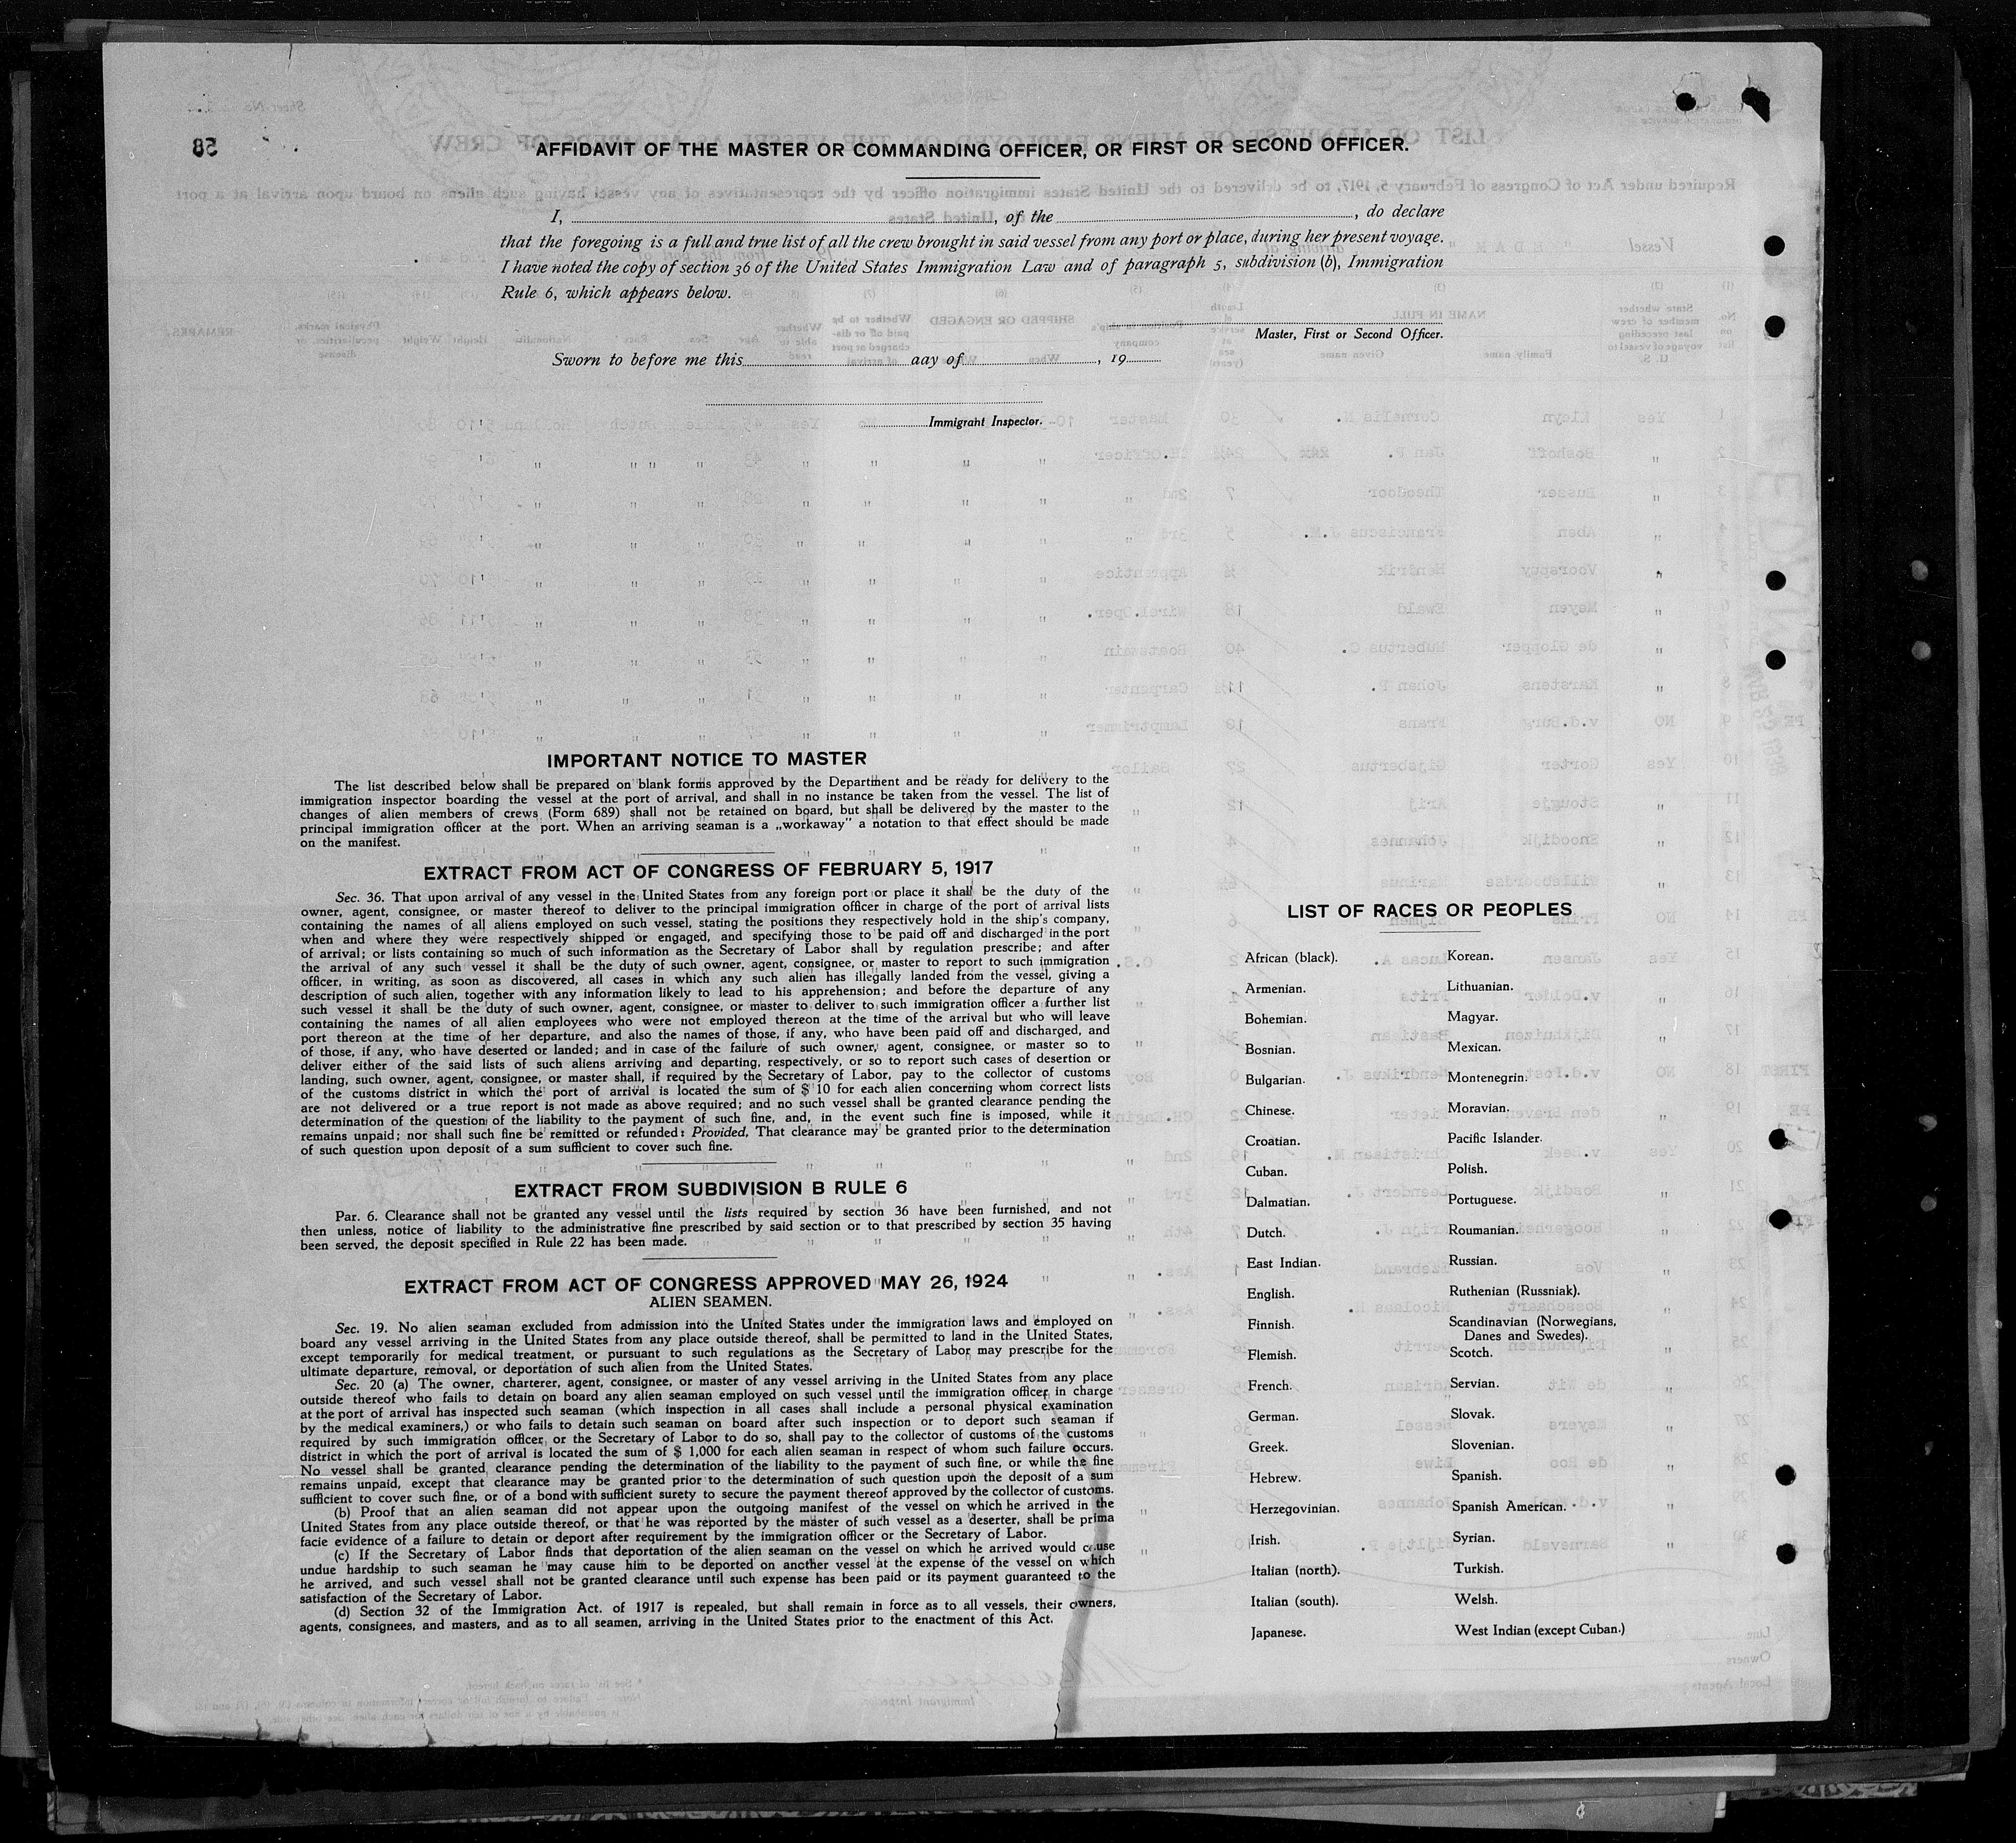 AFFIDAVIT OF THE MASTER OR COMMANDING OFFICER, OR FIRST OR SECOND OFFICER.
I, , of the , do declare
that the foregoing is a full and true list of all the crew brought in said vessel from any port or place, during her present voyage.
I have noted the copy of section 36 of the United States Immigration Law and of paragraph 5, subdivision (b), Immigration
Rule 6, which appears below.
Master, First or Second Officer.
Sworn to before me this aay of , 19
Immigrant Inspector.
IMPORTANT NOTICE TO MASTER
The list described below shall be prepared on blank forms approved by the Department and be ready for delivery to the
immigration inspector boarding the vessel at the port of arrival, and shall in no instance be taken from the vessel. The list of
changes of alien members of crews (Form 689) shall not be retained on board, but shall be delivered by the master to the
principal immigration officer at the port. When an arriving seaman is a „workaway" a notation to that effect should be made
on the manifest.
EXTRACT FROM ACT OF CONGRESS OF FEBRUARY 5, 1917
Sec. 36. That upon arrival of any vessel in the United States from any foreign port or place it shall be the duty of the
owner, agent, consignee, or master thereof to deliver to the principal immigration officer in charge of the port of arrival lists
containing the names of all aliens employed on such vessel, stating the positions they respectively hold in the ship's company,
when and where they were respectively shipped or engaged, and specifying those to be paid off and discharged in the port
of arrival; or lists containing so much of such information as the Secretary of Labor shall by regulation prescribe; and after
the arrival of any such vessel it shall be the duty of such owner, agent, consignee, or master to report to such immigration
officer, in writing, as soon as discovered, all cases in which any such alien has illegally landed from the vessel, giving a
description of such alien, together with any information likely to lead to his apprehension; and before the departure of any
such vessel it shall be the duty of such owner, agent, consignee, or master to deliver to such immigration officer a further list
containing the names of all alien employees who were not employed thereon at the time of the arrival but who will leave
port thereon at the time of her departure, and also the names of those, if any, who have been paid off and discharged, and
of those, if any, who have deserted or landed; and in case of the failure of such owner, agent, consignee, or master so to
deliver either of the said lists of such aliens arriving and departing, respectively, or so to report such cases of desertion or
landing, such owner, agent, consignee, or master shall, if required by the Secretary of Labor, pay to the collector of customs
of the customs district in which the port of arrival is located the sum of $ 10 for each alien concerning whom correct lists
are not delivered or a true report is not made as above required; and no such vessel shall be granted clearance pending the
determination of the question of the liability to the payment of such fine, and, in the event such fine is imposed, while it
remains unpaid; nor shall such fine be remitted or refunded: Provided, That clearance may be granted prior to the determination
of such question upon deposit of a sum sufficient to cover such fine.
EXTRACT FROM SUBDIVISION B RULE 6
Par. 6. Clearance shall not be granted any vessel until the lists required by section 36 have been furnished, and not
then unless, notice of liability to the administrative fine prescribed by said section or to that prescribed by section 35 having
been served, the deposit specified in Rule 22 has been made.
EXTRACT FROM ACT OF CONGRESS APPROVED MAY 26, 1924
ALIEN SEAMEN.
Sec. 19. No alien seaman excluded from admission into the United States under the immigration laws and employed on
board any vessel arriving in the United States from any place outside thereof, shall be permitted to land in the United States,
except temporarily for medical treatment, or pursuant to such regulations as the Secretary of Labor may prescribe for the
ultimate departure, removal, or deportation of such alien from the United States.
Sec. 20 (a) The owner, charterer, agent, consignee, or master of any vessel arriving in the United States from any place
outside thereof who fails to detain on board any alien seaman employed on such vessel until the immigration officer in charge
at the port of arrival has inspected such seaman (which inspection in all cases shall include a personal physical examination
by the medical examiners,) or who fails to detain such seaman on board after such inspection or to deport such seaman if
required by such immigration officer or the Secretary of Labor to do so, shall pay to the collector of customs of the customs
district in which the port of arrival is located the sum of $ 1,000 for each alien seaman in respect of whom such failure occurs.
No vessel shall be granted clearance pending the determination of the liability to the payment of such fine, or while the fine
remains unpaid, except that clearance may be granted prior to the determination of such question upon the deposit of a sum
sufficient to cover such fine, or of a bond with sufficient surety to secure the payment thereof approved by the collector of customs.
(b) Proof that an alien seaman did not appear upon the outgoing manifest of the vessel on which he arrived in the
United States from any place outside thereof, or that he was reported by the master of such vessel as a deserter, shall be prima
facie evidence of a failure to detain or deport after requirement by the immigration officer or the Secretary of Labor.
(c) If the Secretary of Labor finds that deportation of the alien seaman on the vessel on which he arrived would cause
undue hardship to such seaman he may cause him to be deported on another vessel at the expense of the vessel on which
he arrived, and such vessel shall not be granted clearance until such expense has been paid or its payment guaranteed to the
satisfaction of the Secretary of Labor.
(d) Section 32 of the Immigration Act. of 1917 is repealed, but shall remain in force as to all vessels, their owners,
agents, consignees, and masters, and as to all seamen, arriving in the United States prior to the enactment of this Act.
LIST OF RACES OR PEOPLES
African (black).
Armenian.
Bohemian.
Bosnian.
Bulgarian.
Chinese.
Croatian.
Cuban.
Dalmatian.
Dutch.
East Indian.
English.
Finnish.
Flemish.
French.
German.
Greek.
Hebrew.
Herzegovinian.
Irish.
Italian (north).
Italian (south).
Japanese.
Korean.
Lithuanian.
Magyar.
Mexican.
Montenegrin.
Moravian.
Pacific Islander.
Polish.
Portuguese.
Roumanian.
Russian.
Ruthenian (Russniak).
Scandinavian (Norwegians,
Danes and Swedes).
Scotch.
Servian.
Slovak.
Slovenian.
Spanish.
Spanish American.
Syrian.
Turkish.
Welsh.
West Indian (except Cuban.)